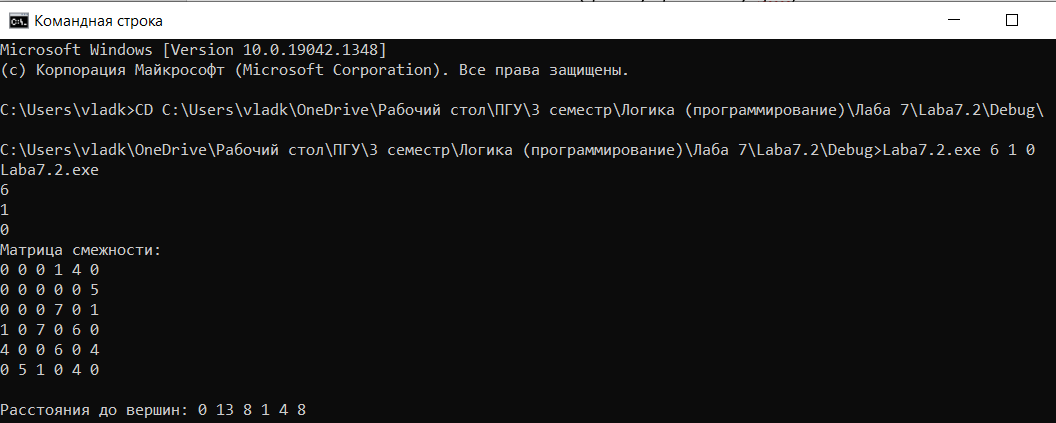 Командная строка
Microsoft Windows [Version 10.0.19042.1348]
(c) Корпорация Майкрософт (Microsoft Corporation). Все права защищены.
C:\Users\vladk>CD C:\Users\vladk\OneDrive\Рабочий стол\ПГУ\3 семестр\Логика (программирование)\Лаба 7\Laba7.2\Debug\
C:\Users\vladk\OneDrive\Рабочий стол\ПГУ\3 семестр\Логика (программирование)\Лаба 7\Laba7.2\Debug>Laba7.2.exe 6 1 0
Laba7.2.exe
6
1
0
Матрица смежности:
0 0 0 1 4 0
0 0 0 0 0 5
0 0 0 7 0 1
1 0 7 0 6 0
4 0 0 6 0 4
0 5 1 0 4 0
Расстояния до вершин: 0 13 8 1 4 8